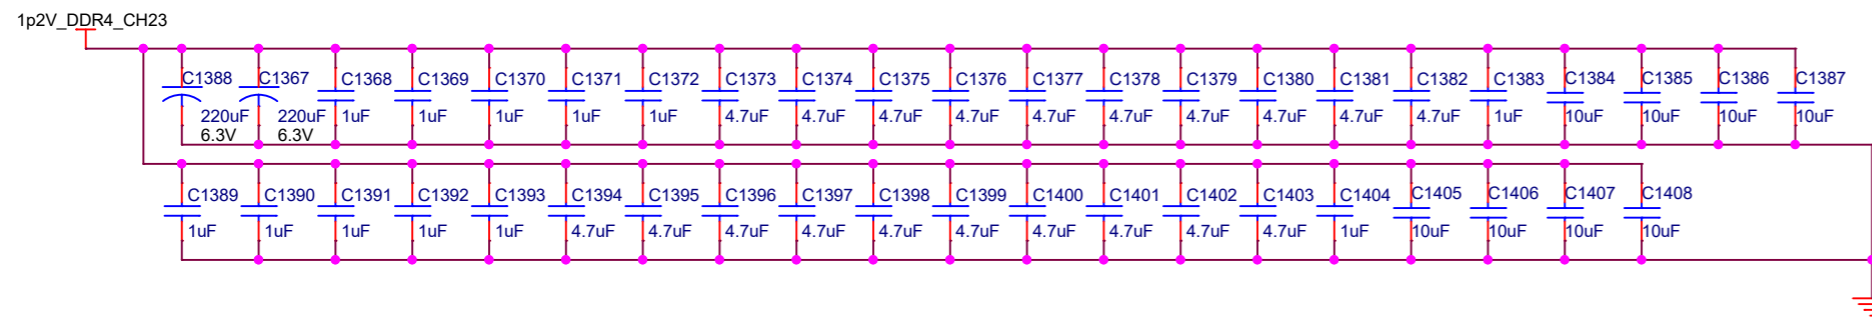 1p2V_DDR4_CH23
C1388 C1367 C1368 C1369 C1370 C1371 C1372 C1373 C1374 C1375 C1376 C1377 C1378 C1379 C1380 C1381 C1382 C1383 C1384 C1385 C1386 C1387
220uF 220uF 1uF 1uF 1uF 1uF 1uF 4.7uF 4.7uF 4.7uF 4.7uF 4.7uF 4.7uF 4.7uF 4.7uF 4.7uF 4.7uF 1uF 10uF 10uF 10uF 10uF
6.3V 6.3V
C1389 C1390 C1391 C1392 C1393 C1394 C1395 C1396 C1397 C1398 C1399 C1400 C1401 C1402 C1403 C1404 C1405 C1406 C1407 C1408
1uF 1uF 1uF 1uF 1uF 4.7uF 4.7uF 4.7uF 4.7uF 4.7uF 4.7uF 4.7uF 4.7uF 4.7uF 4.7uF 1uF 10uF 10uF 10uF 10uF